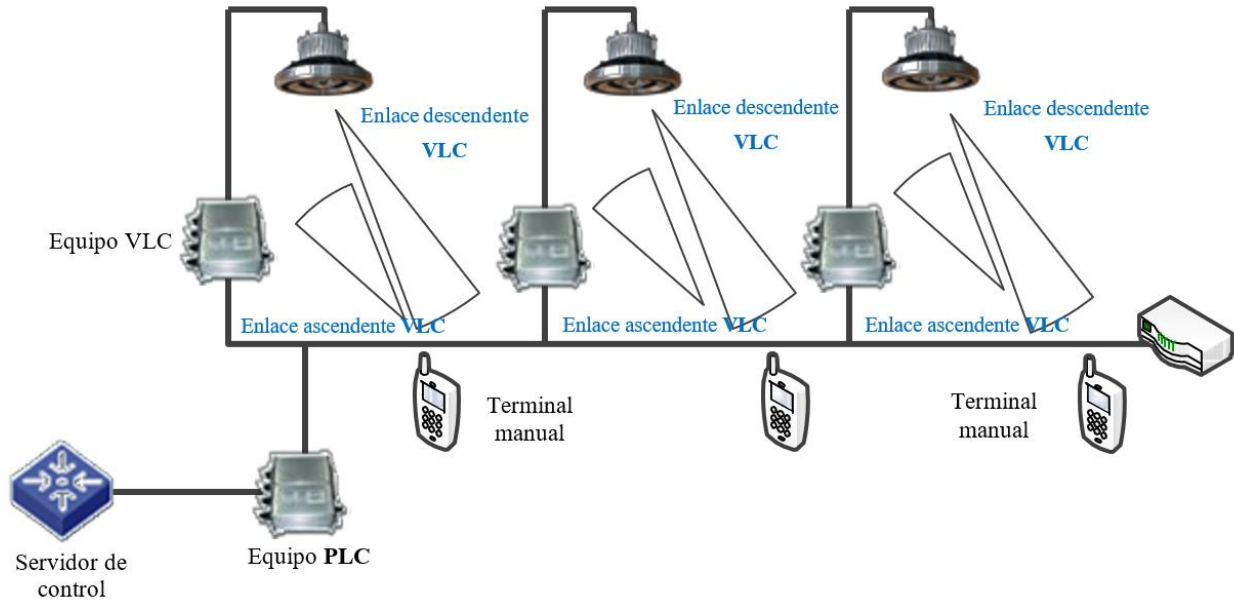 Enlace descendente
VLC
Enlace descendente
VLC
Enlace descendente
VLC
Equipo VLC
Enlace ascendente VLC
Enlace ascendente VLC
Enlace ascendente VLC
Terminal
manual
Terminal
manual
Servidor de
control
Equipo PLC